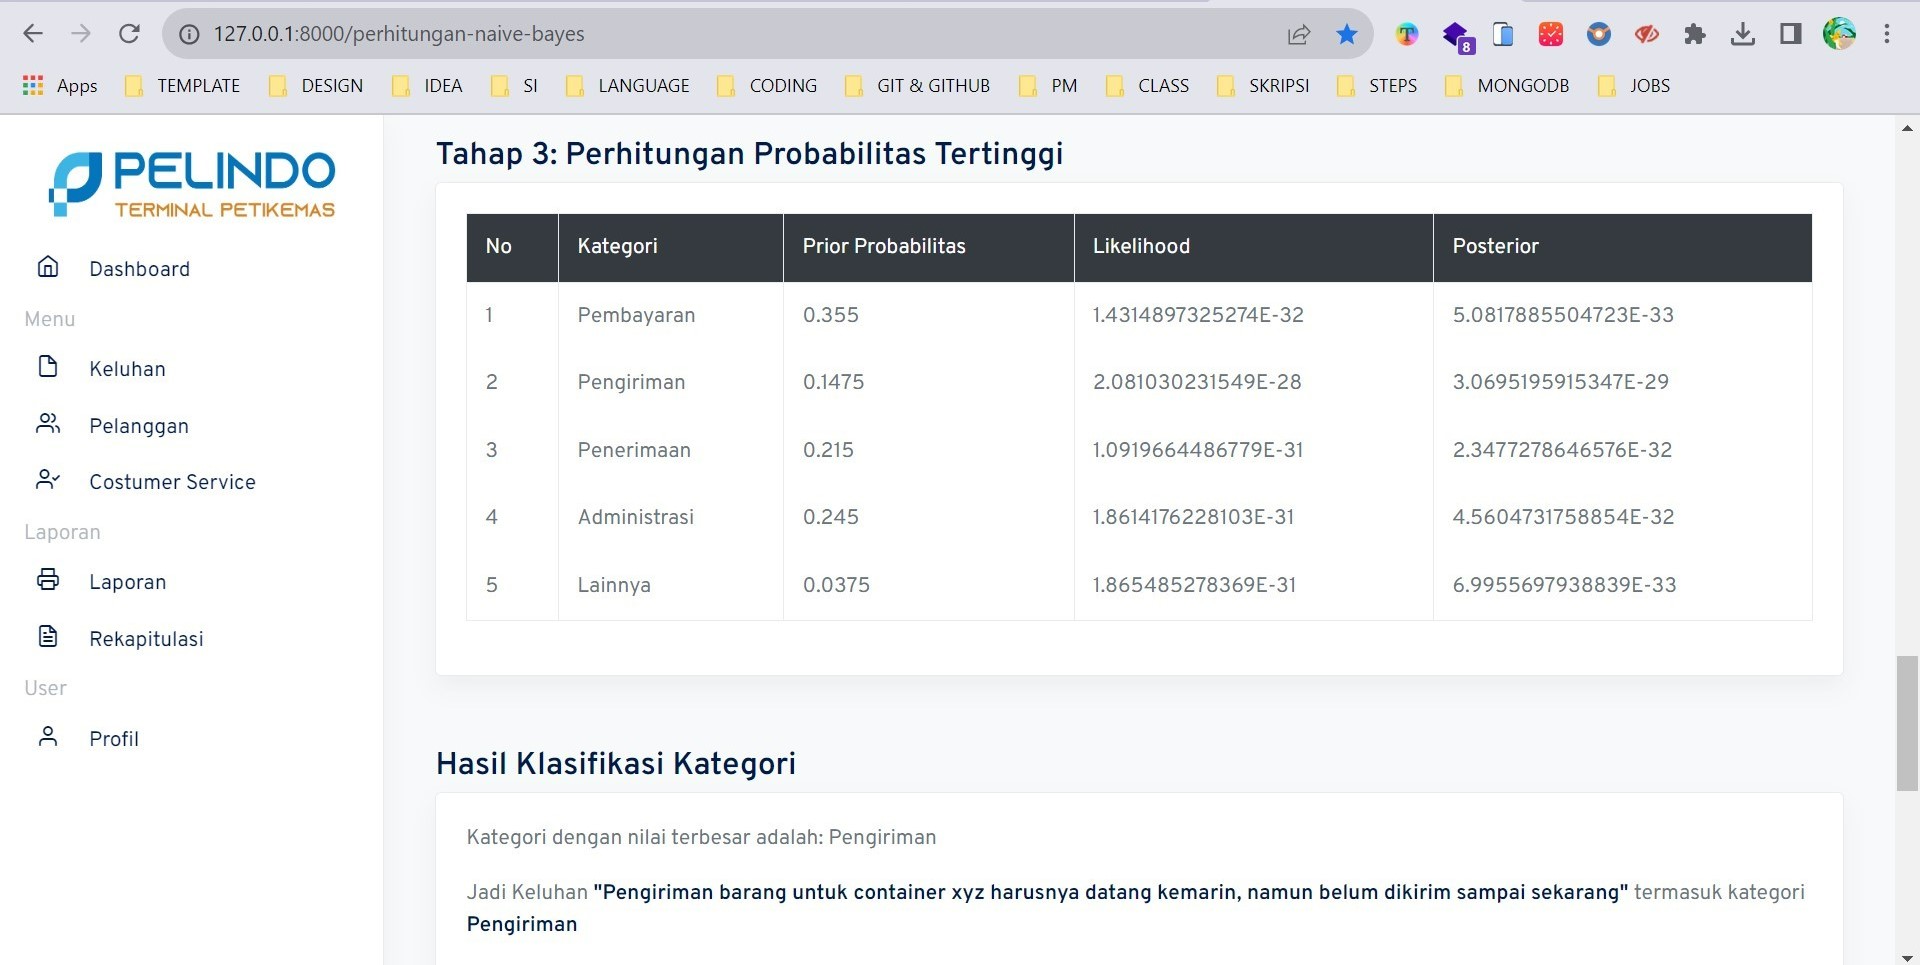 127.0.0.1:8000/perhitungan-naive-bayes
T
8
Apps TEMPLATE DESIGN IDEA SI LANGUAGE CODING GIT & GITHUB PM CLASS SKRIPSI STEPS MONGODB JOBS
PELINDO
TERMINAL PETIKEMAS
Dashboard
Menu
Keluhan
Pelanggan
Costumer Service
Laporan
Laporan
Rekapitulasi
User
Profil
Tahap 3: Perhitungan Probabilitas Tertinggi
No Kategori Prior Probabilitas Likelihood Posterior
1 Pembayaran 0.355 1.4314897325274E-32 5.0817885504723E-33
2 Pengiriman 0.1475 2.081030231549E-28 3.0695195915347E-29
3 Penerimaan 0.215 1.0919664486779E-31 2.3477278646576E-32
4 Administrasi 0.245 1.8614176228103E-31 4.5604731758854E-32
5 Lainnya 0.0375 1.865485278369E-31 6.9955697938839E-33
Hasil Klasifikasi Kategori
Kategori dengan nilai terbesar adalah: Pengiriman
Jadi Keluhan "Pengiriman barang untuk container xyz harusnya datang kemarin, namun belum dikirim sampai sekarang" termasuk kategori
Pengiriman